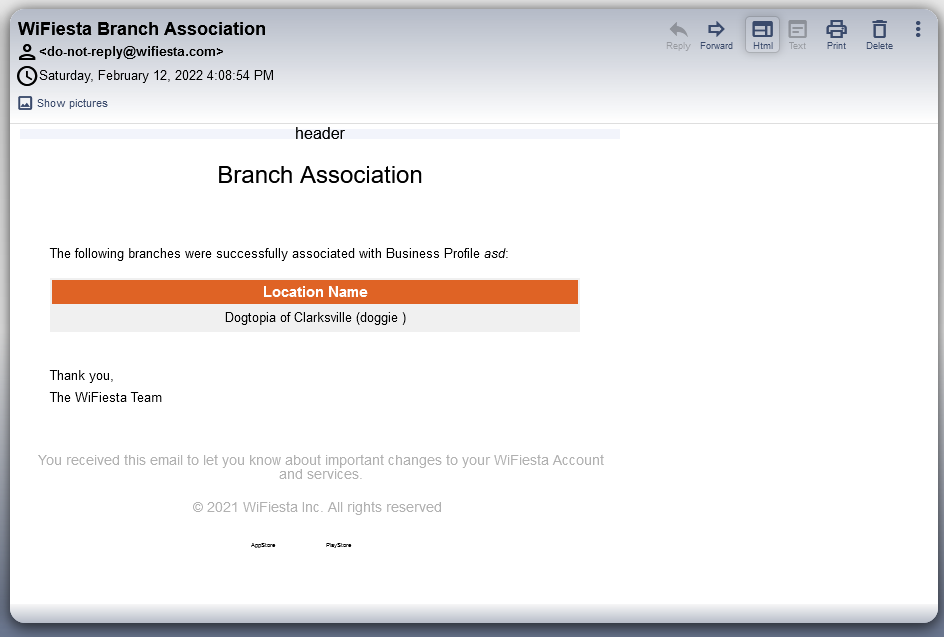 WiFiesta Branch Association
<do-not-reply@wifiesta.com>
Saturday, February 12, 2022 4:08:54 PM
Show pictures
Reply Forward Html Text Print Delete
header
Branch Association
The following branches were successfully associated with Business Profile asd:
Location Name
Dogtopia of Clarksville (doggie )
Thank you,
The WiFiesta Team
You received this email to let you know about important changes to your WiFiesta Account
and services.
© 2021 WiFiesta Inc. All rights reserved
AppStore PlayStore